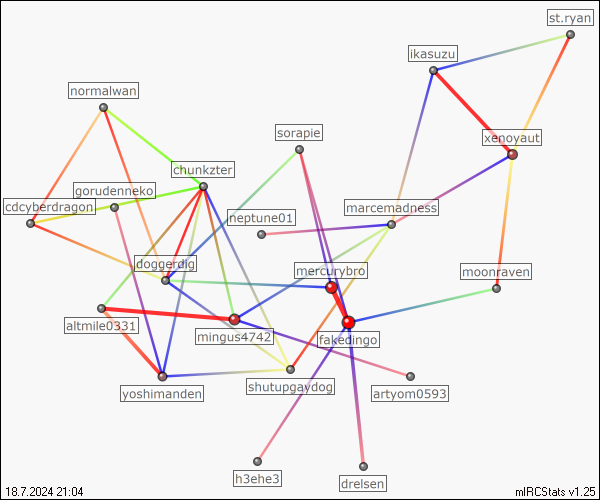 st.ryan
ikasuzu
normalwan
sorapie
xenoyaut
chunkzter
gorudenneko
cdcyberdragon
neptune01
marcemadness
doggerdig
mercurybro
moonraven
altmile0331
mingus4742
fakedingo
yoshimanden
shutupgaydog
artyom0593
h3ehe3
drelsen
18.7.2024 21:04
mIRCStats v1.25